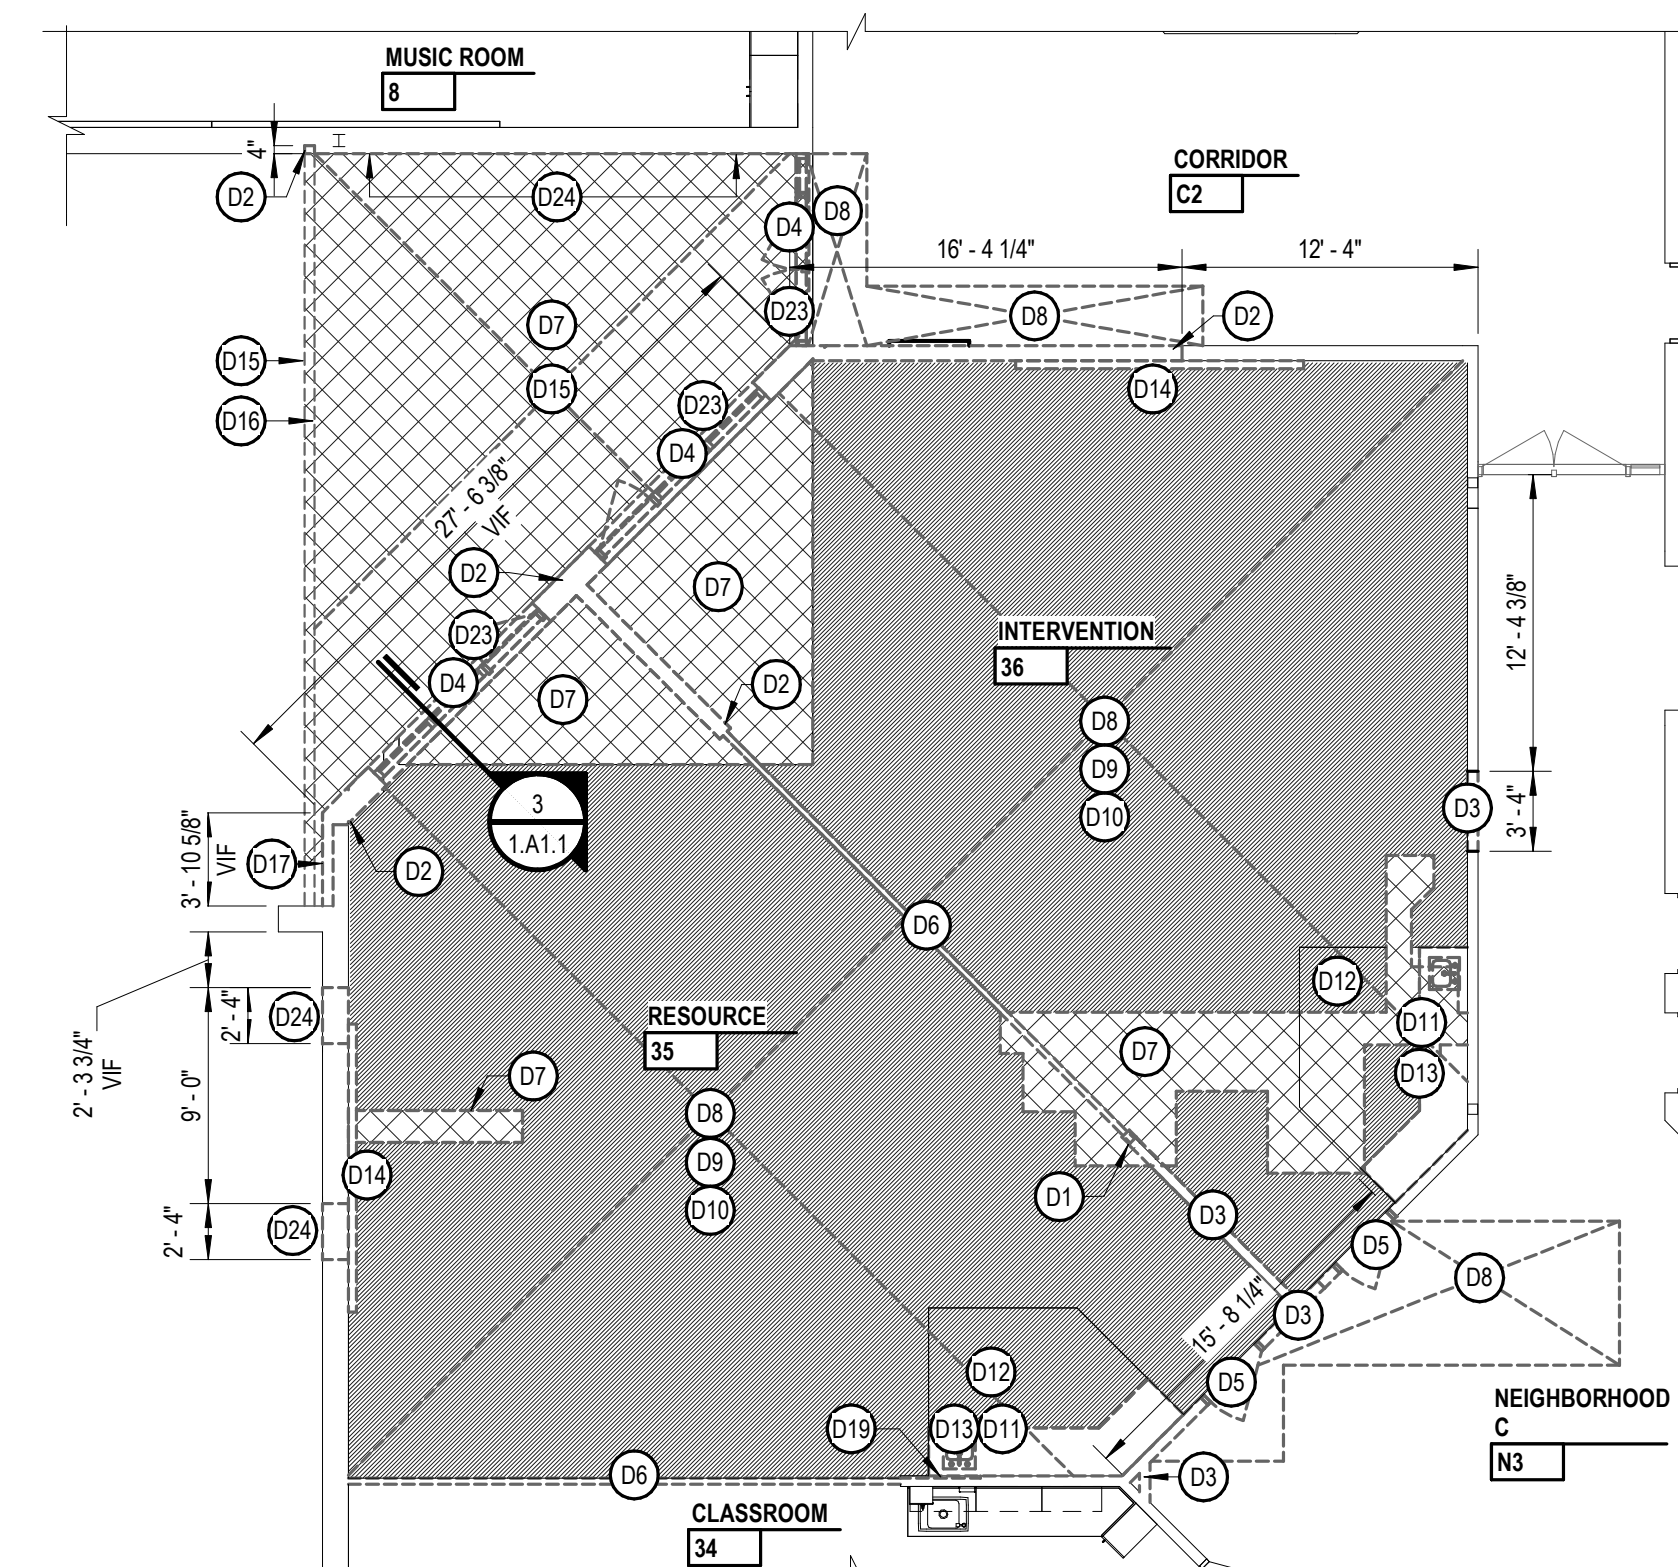 MUSIC ROOM
8
4"
D2
D24
D4
D8
CORRIDOR
C2
16' - 4 1/4"
12' - 4"
D7
D23
D8
D2
D15
D15
D14
D16
D23
D4
27' - 6 3/8"
VIF
D2
D7
12' - 4 3/8"
D23
INTERVENTION
36
D4
D7
D2
D8
D9
D10
D3
3' - 4"
3
1.A1.1
3' - 10 5/8"
VIF
D17
D2
D6
D12
D11
D24
2' - 4"
RESOURCE
35
D7
D13
2' - 3 3/4"
VIF
9' - 0"
D7
D8
D9
D10
D14
D1
D3
D24
2' - 4"
D5
D8
15' - 8 1/4"
D3
D12
D5
D19
D13
D11
NEIGHBORHOOD
C
N3
D6
D3
CLASSROOM
34